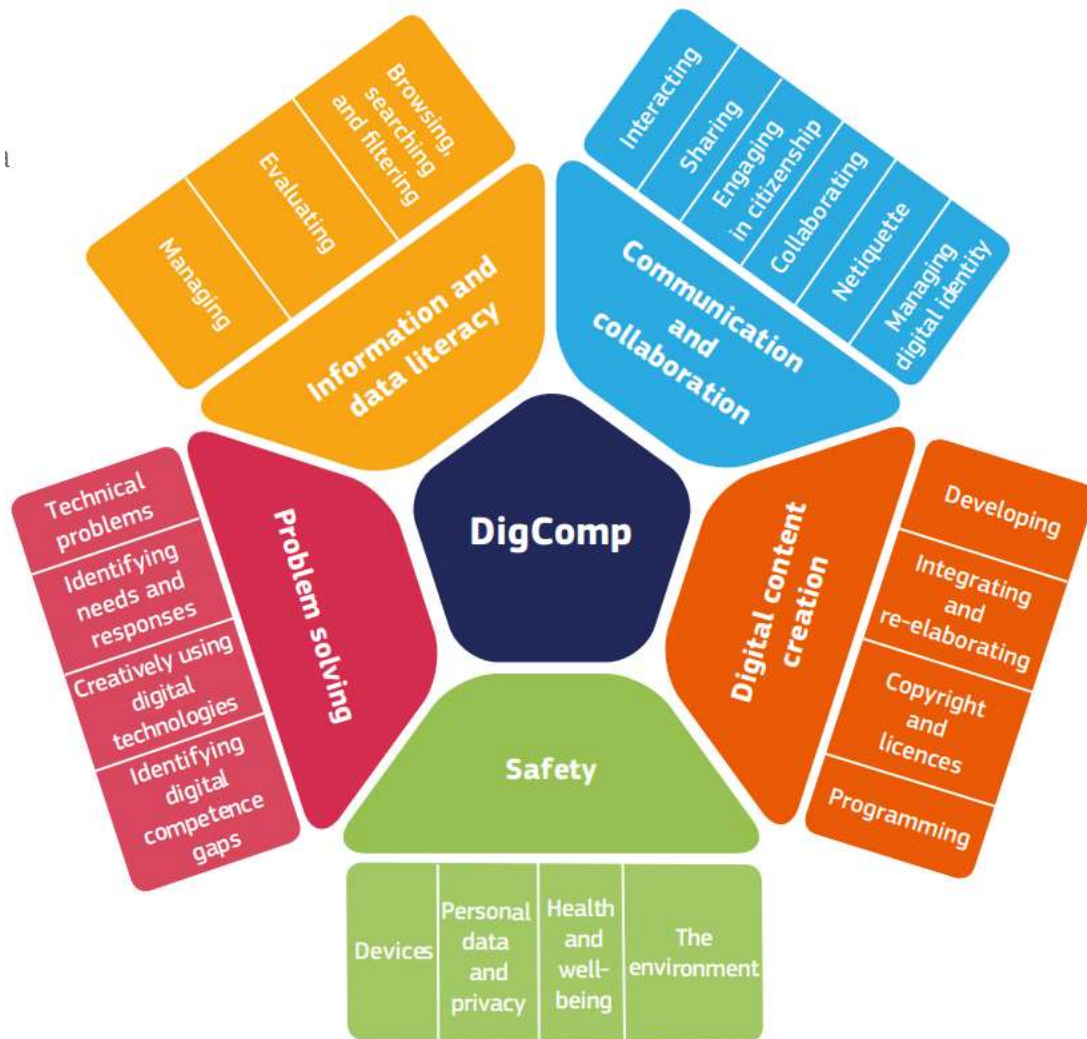 Browsing,
searching
and filtering
Evaluating
Managing
Information and
data literacy
Interacting
Sharing
Engaging
in citizenship
Collaborating
Netiquette
Managing
digital identity
Communication
and
collaboration
Developing
Integrating
and
re-elaborating
Copyright
and
licences
Programming
Digital content
creation
Safety
Devices
Personal
data
and
privacy
Health
and
well-
being
The
environment
Problem solving
Technical
problems
Identifying
needs and
responses
Creatively using
digital
technologies
Identifying
digital
competence
gaps
DigComp